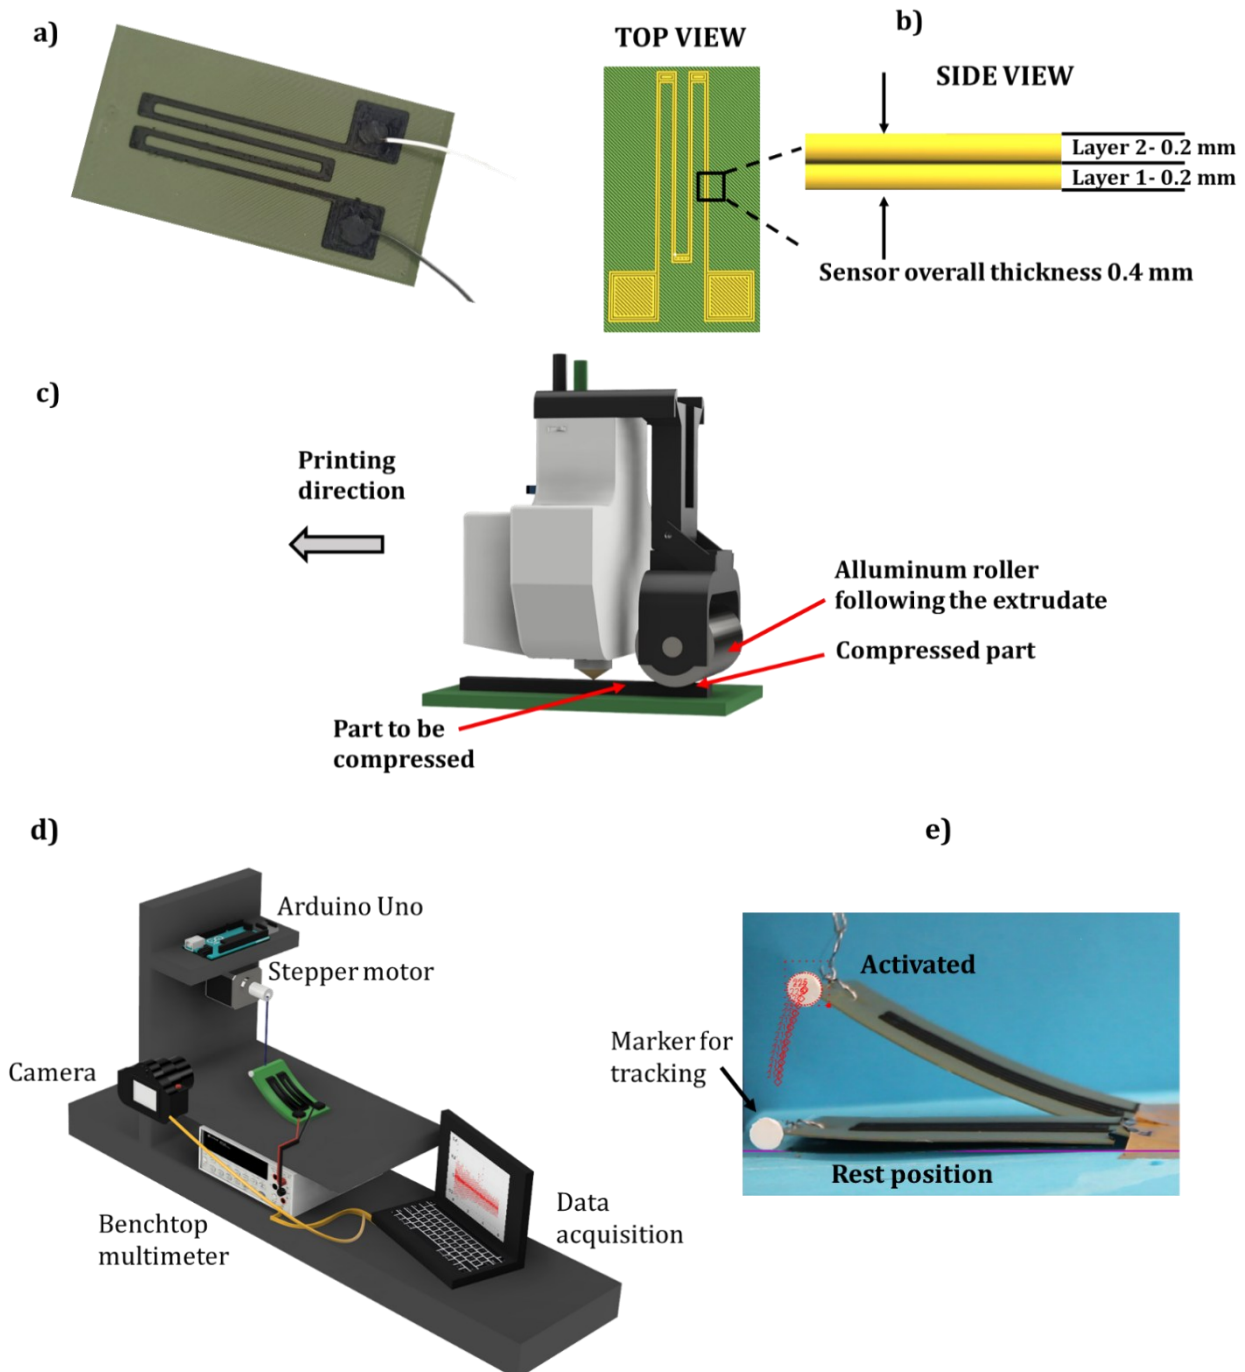 a)
b)
TOP VIEW
SIDE VIEW
Layer 2- 0.2 mm
Layer 1- 0.2 mm
Sensor overall thickness 0.4 mm
c)
Printing
direction
Alluminum roller
following the extrudate
Compressed part
Part to be
compressed
d)
e)
Arduino Uno
Stepper motor
Camera
Benchtop
multimeter
Data
acquisition
Activated
Marker for
tracking
Rest position